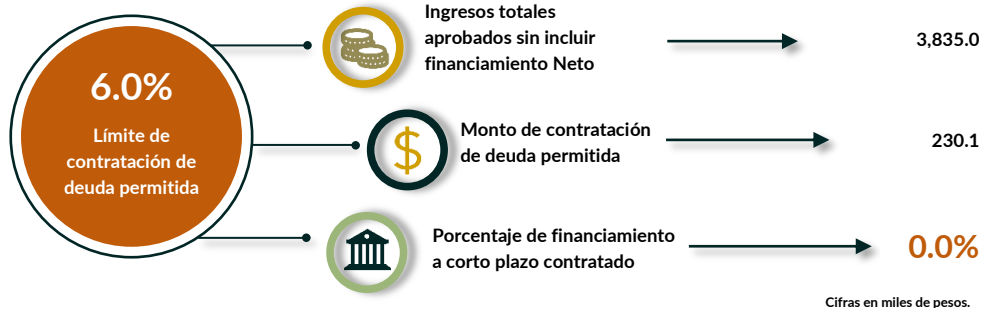 6.0%
Límite de
contratación de
deuda permitida
Ingresos totales
aprobados sin incluir
financiamiento Neto
3,835.0
$
Monto de contratación
de deuda permitida
230.1
Porcentaje de financiamiento
a corto plazo contratado
0.0%
Cifras en miles de pesos.